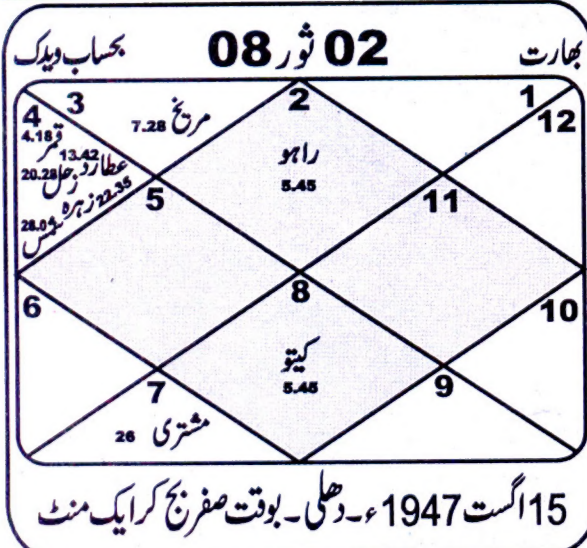 بھارت 02 ثور 08 بحساب ویدک
1
2
3
4
12
مریخ 7.28
راہو
5.45
قمر
4.18
عطارد 13.42
زحل 20.28
زہرہ 22.35
شمس 28.04
5
11
6
8
10
کیتو
5.45
7
9
مشتری 26
15 اگست 1947ء۔ دھلی۔ بوقت صفر بج کر ایک منٹ